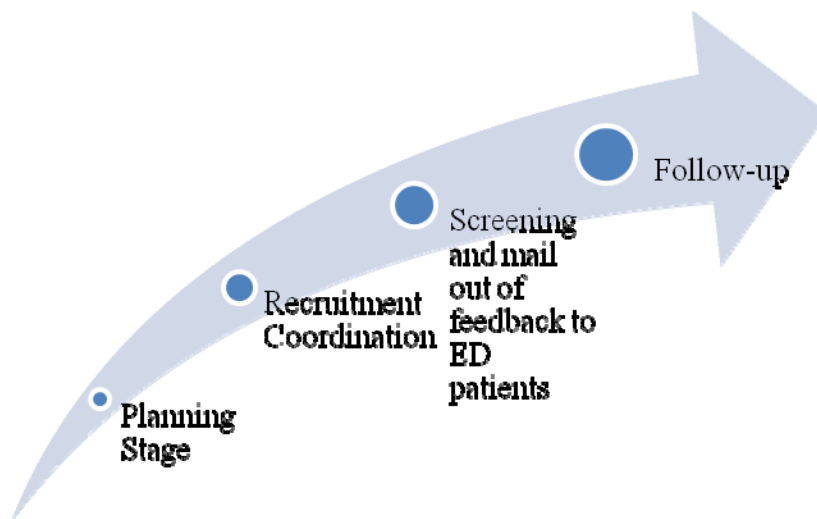 Planning
Stage
Recruitment
Coordination
Screening
and mail
out of
feedback to
ED
patients
Follow-up